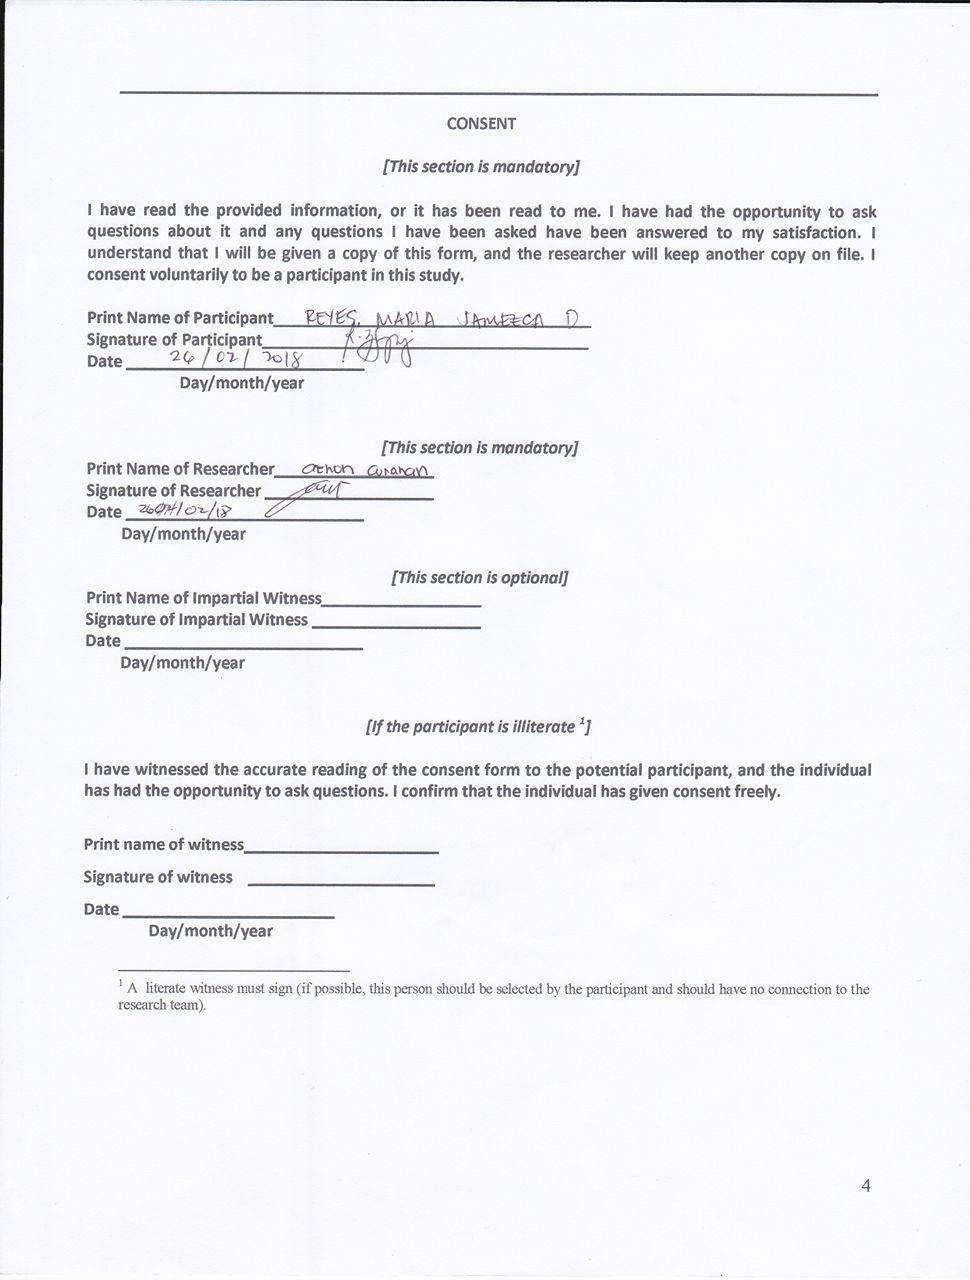 CONSENT
[This section is mandatory]
I have read the provided information, or it has been read to me. I have had the opportunity to ask
questions about it and any questions I have been asked have been answered to my satisfaction. I
understand that I will be given a copy of this form, and the researcher will keep another copy on file. I
consent voluntarily to be a participant in this study.
Print Name of Participant REYES, MARIA JAMEECA D
Signature of Participant
Date 26/02/2018
Day/month/year
[This section is mandatory]
Print Name of Researcher
Signature of Researcher
Date /02/18
Day/month/year
[This section is optional]
Print Name of Impartial Witness
Signature of Impartial Witness
Date
Day/month/year
[If the participant is illiterate 1]
I have witnessed the accurate reading of the consent form to the potential participant, and the individual
has had the opportunity to ask questions. I confirm that the individual has given consent freely.
Print name of witness
Signature of witness
Date
Day/month/year
1 A literate witness must sign (if possible, this person should be selected by the participant and should have no connection to the
research team).
4